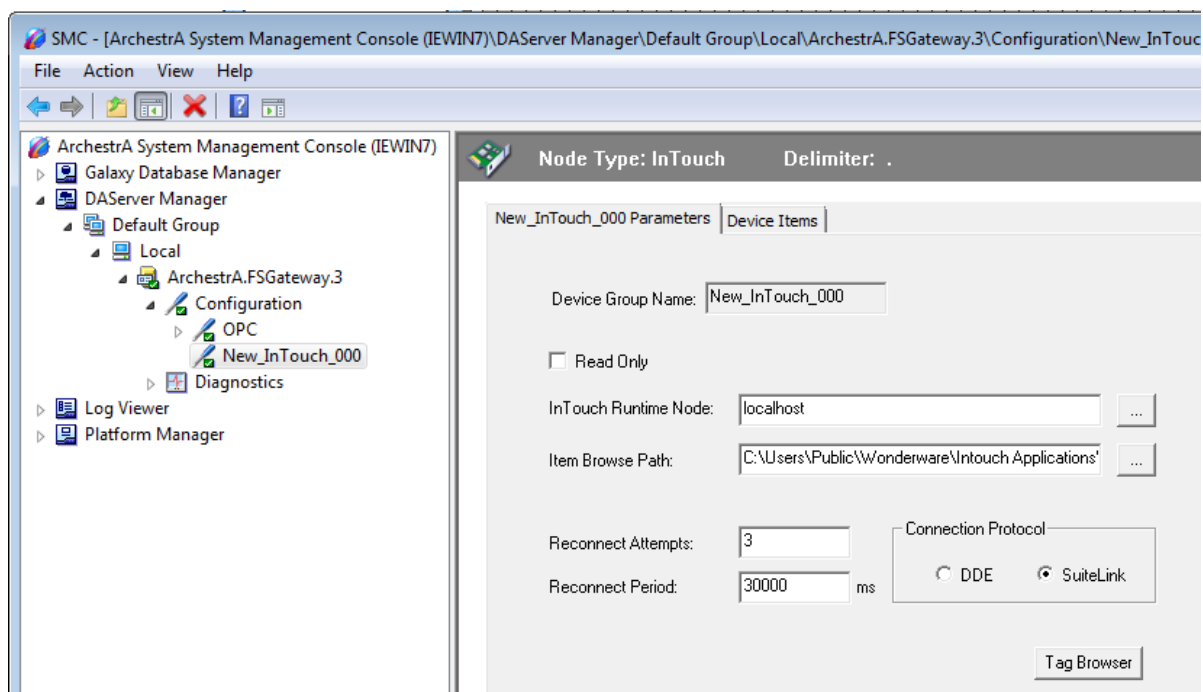 SMC - [ArchestrA System Management Console (IEWIN7)\DAServer Manager\Default Group\Local\ArchestrA.FSGateway.3\Configuration\New_InTouc
File Action View Help
ArchestrA System Management Console (IEWIN7)
Galaxy Database Manager
DAServer Manager
Default Group
Local
ArchestrA.FSGateway.3
Configuration
OPC
New_InTouch_000
Diagnostics
Log Viewer
Platform Manager
Node Type: InTouch Delimiter: .
New_InTouch_000 Parameters Device Items
Device Group Name: New_InTouch_000
Read Only
InTouch Runtime Node: localhost ...
Item Browse Path: C:\Users\Public\Wonderware\Intouch Applications' ...
Reconnect Attempts: 3
Reconnect Period: 30000 ms
Connection Protocol
DDE SuiteLink
Tag Browser